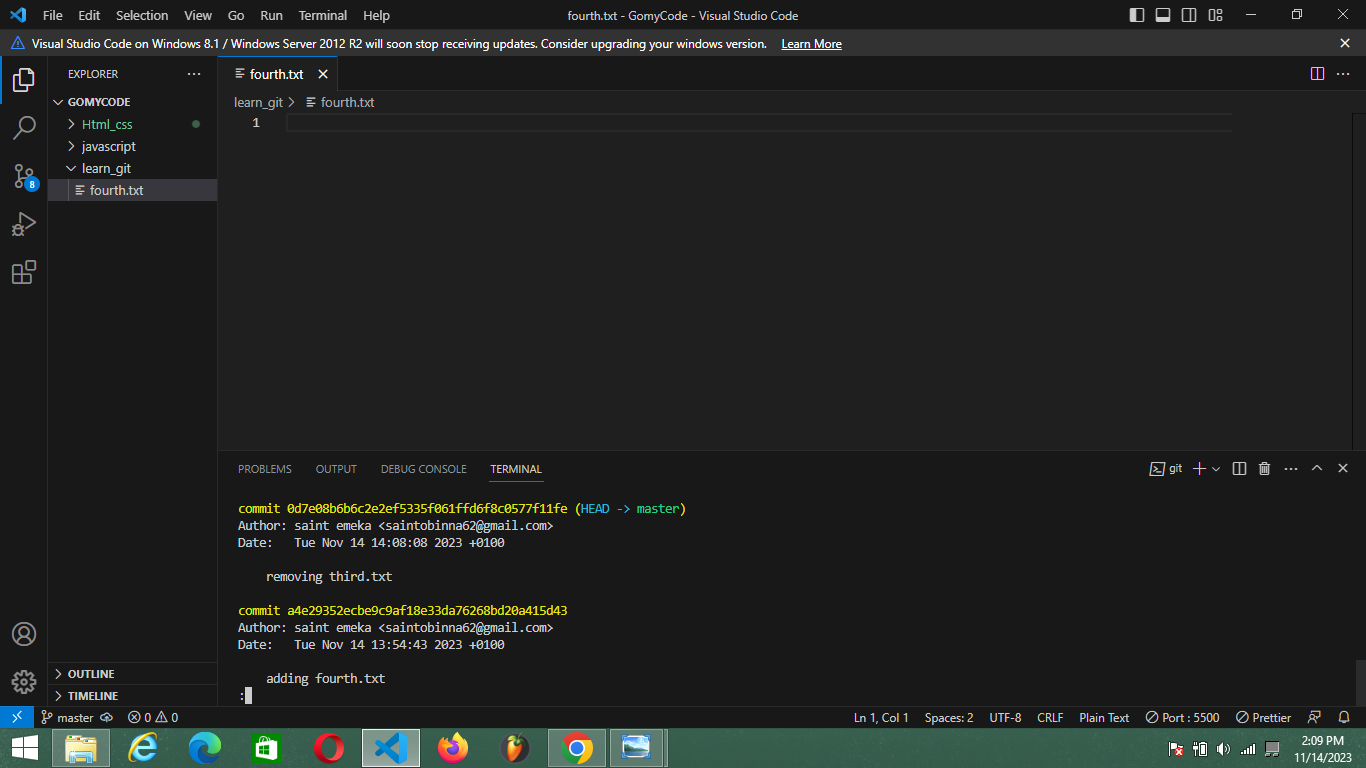 File Edit Selection View Go Run Terminal Help
fourth.txt - GomyCode - Visual Studio Code
Visual Studio Code on Windows 8.1 / Windows Server 2012 R2 will soon stop receiving updates. Consider upgrading your windows version. Learn More
EXPLORER
GOMYCODE
Html_css
javascript
learn_git
fourth.txt
8
OUTLINE
TIMELINE
fourth.txt
learn_git > fourth.txt
1
PROBLEMS OUTPUT DEBUG CONSOLE TERMINAL
git
commit 0d7e08b6b6c2e2ef5335f061ffd6f8c0577f11fe (HEAD -> master)
Author: saint emeka <saintobinna62@gmail.com>
Date:   Tue Nov 14 14:08:08 2023 +0100
removing third.txt
commit a4e29352ecbe9c9af18e33da76268bd20a415d43
Author: saint emeka <saintobinna62@gmail.com>
Date:   Tue Nov 14 13:54:43 2023 +0100
adding fourth.txt
:
master 0 0 Ln 1, Col 1 Spaces: 2 UTF-8 CRLF Plain Text Port : 5500 Prettier
2:09 PM
11/14/2023